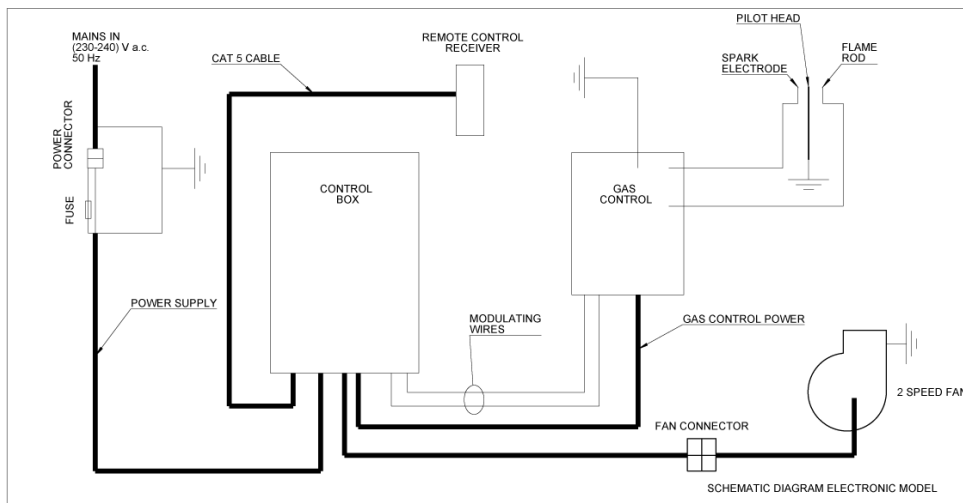 MAINS IN
(230-240) V a.c.
50 Hz
CAT 5 CABLE
REMOTE CONTROL
RECEIVER
PILOT HEAD
SPARK
ELECTRODE
FLAME
ROD
POWER
CONNECTOR
FUSE
CONTROL
BOX
GAS
CONTROL
POWER SUPPLY
MODULATING
WIRES
GAS CONTROL POWER
2 SPEED FAN
FAN CONNECTOR
SCHEMATIC DIAGRAM ELECTRONIC MODEL